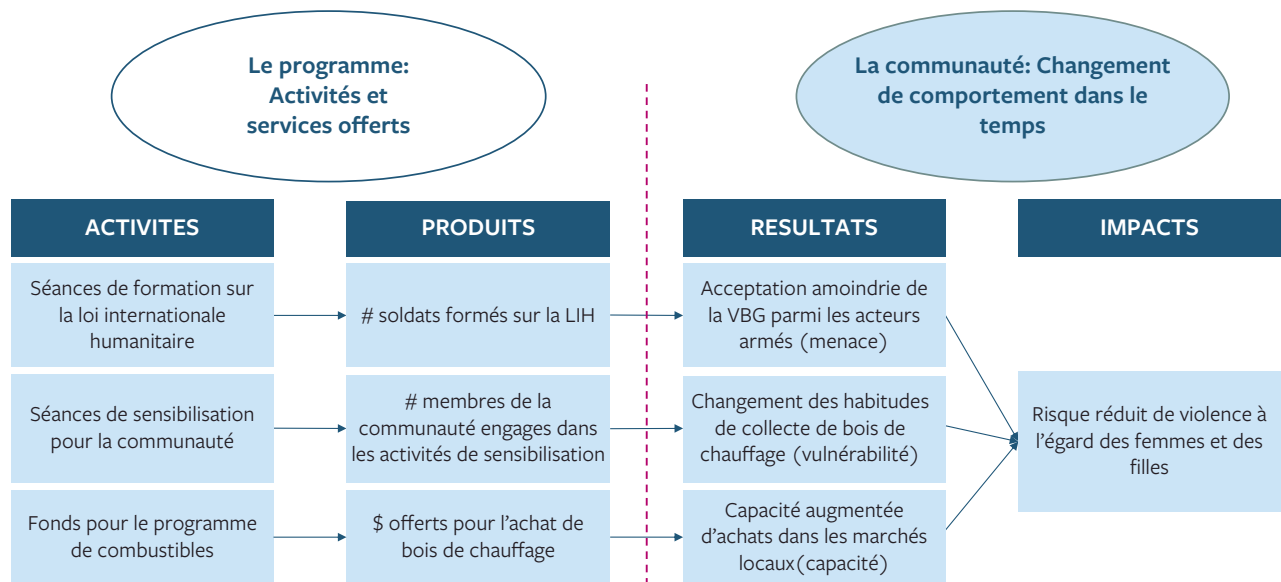 Le programme:
Activités et
services offerts
La communauté: Changement
de comportement dans le
temps
ACTIVITES
PRODUITS
RESULTATS
IMPACTS
Séances de formation sur
la loi internationale
humanitaire
# soldats formés sur la LIH
Acceptation amoindrie de
la VBG parmi les acteurs
armés (menace)
Séances de sensibilisation
pour la communauté
# membres de la
communauté engages dans
les activités de sensibilisation
Changement des habitudes
de collecte de bois de
chauffage (vulnérabilité)
Risque réduit de violence à
l’égard des femmes et des
filles
Fonds pour le programme
de combustibles
$ offerts pour l’achat de
bois de chauffage
Capacité augmentée
d’achats dans les marchés
locaux(capacité)